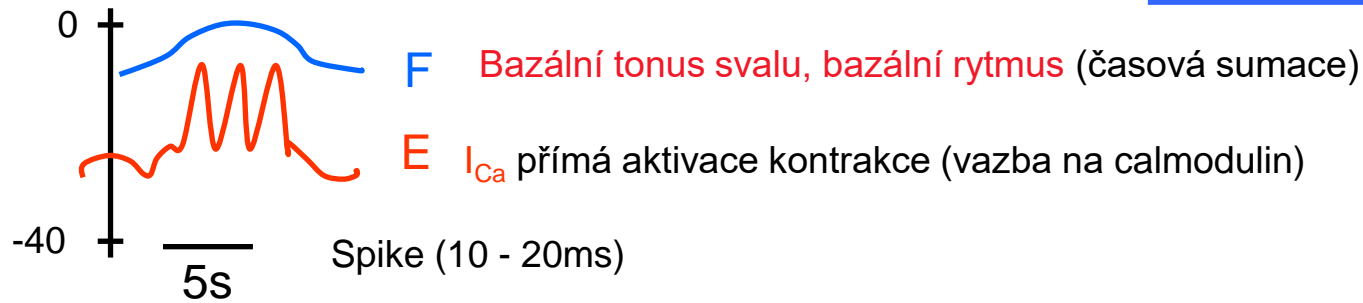 0
F Bazální tonus svalu, bazální rytmus (časová sumace)
E I_Ca přímá aktivace kontrakce (vazba na calmodulin)
-40
Spike (10 - 20ms)
5s